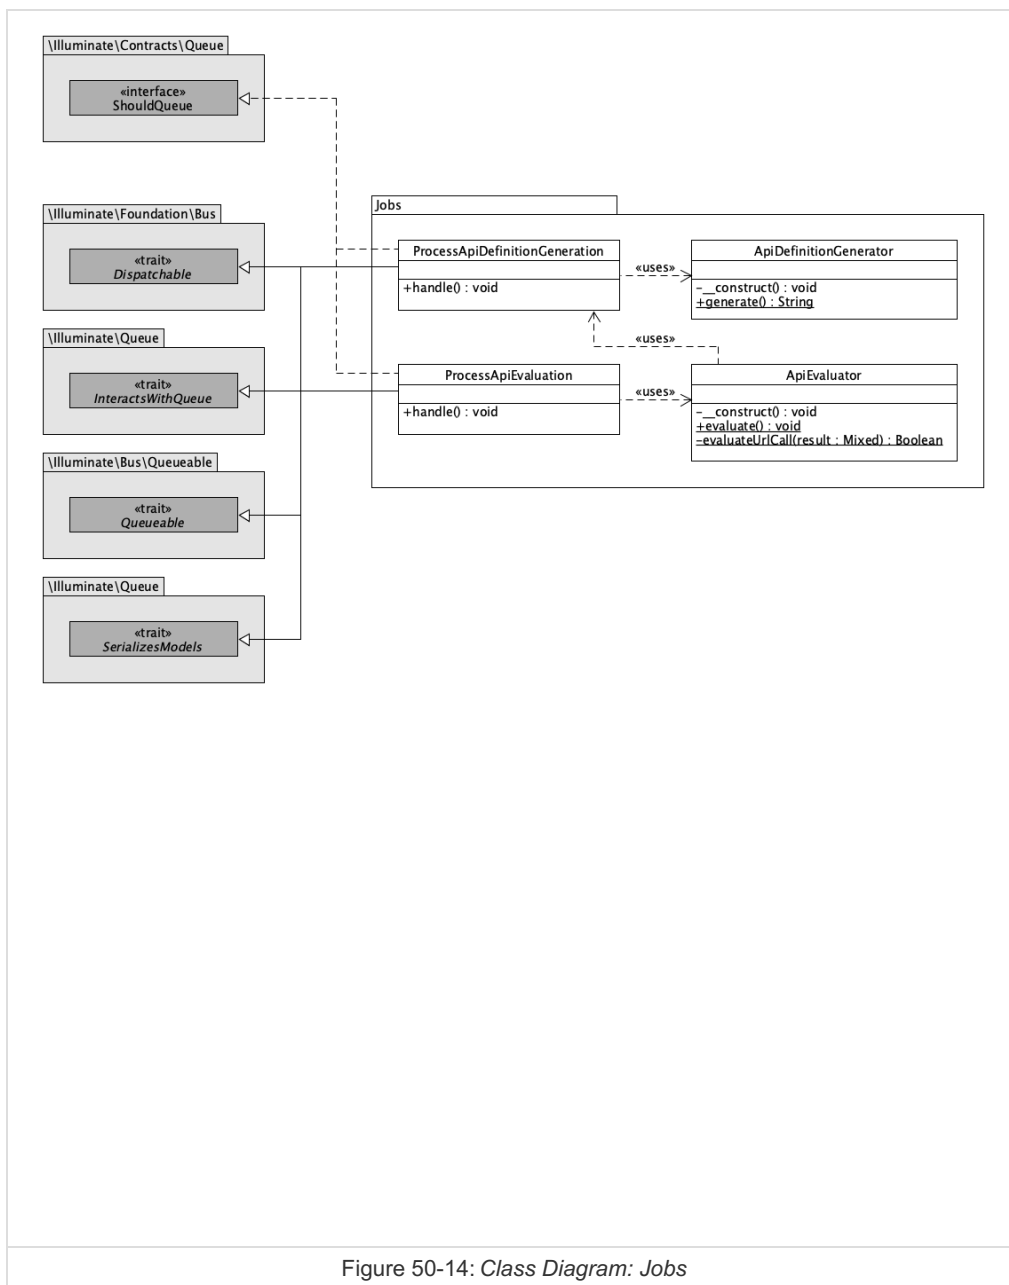 \Illuminate\Contracts\Queue
«interface»
ShouldQueue
\Illuminate\Foundation\Bus
«trait»
Dispatchable
\Illuminate\Queue
«trait»
InteractsWithQueue
\Illuminate\Bus\Queueable
«trait»
Queueable
\Illuminate\Queue
«trait»
SerializesModels
Jobs
ProcessApiDefinitionGeneration
+handle() : void
«uses»
ApiDefinitionGenerator
-__construct() : void
+generate() : String
«uses»
ProcessApiEvaluation
+handle() : void
«uses»
ApiEvaluator
-__construct() : void
+evaluate() : void
-evaluateUrlCall(result : Mixed) : Boolean
Figure 50-14: Class Diagram: Jobs